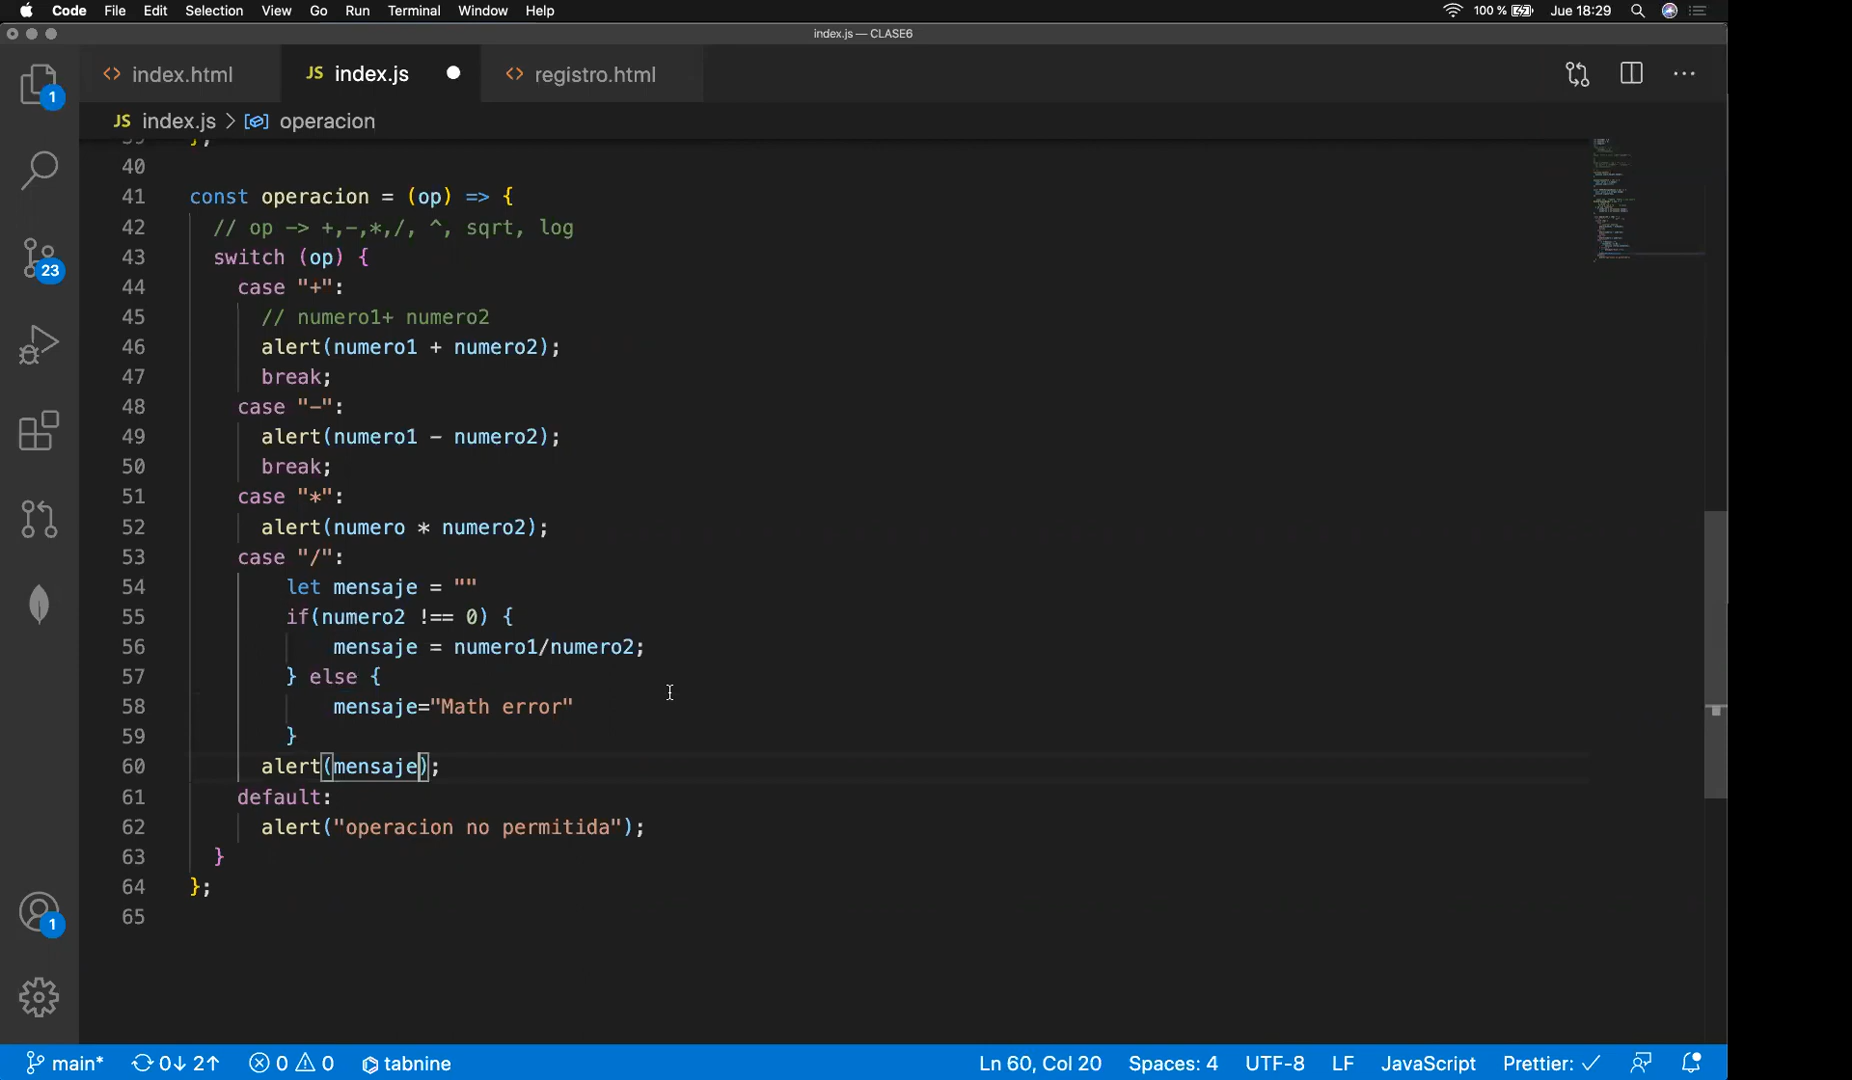 Code File Edit Selection View Go Run Terminal Window Help 100 % Jue 18:29
index.js — CLASE6
index.html JS index.js registro.html
JS index.js > operacion
1
23
1
40
41 const operacion = (op) => {
42 // op -> +,-,*,/, ^, sqrt, log
43 switch (op) {
44 case "+":
45 // numero1+ numero2
46 alert(numero1 + numero2);
47 break;
48 case "-":
49 alert(numero1 - numero2);
50 break;
51 case "*":
52 alert(numero * numero2);
53 case "/":
54 let mensaje = ""
55 if(numero2 !== 0) {
56 mensaje = numero1/numero2;
57 } else {
58 mensaje="Math error"
59 }
60 alert(mensaje);
61 default:
62 alert("operacion no permitida");
63 }
64 };
65
main* 0↓ 2↑ 0 0 tabnine Ln 60, Col 20 Spaces: 4 UTF-8 LF JavaScript Prettier: ✓